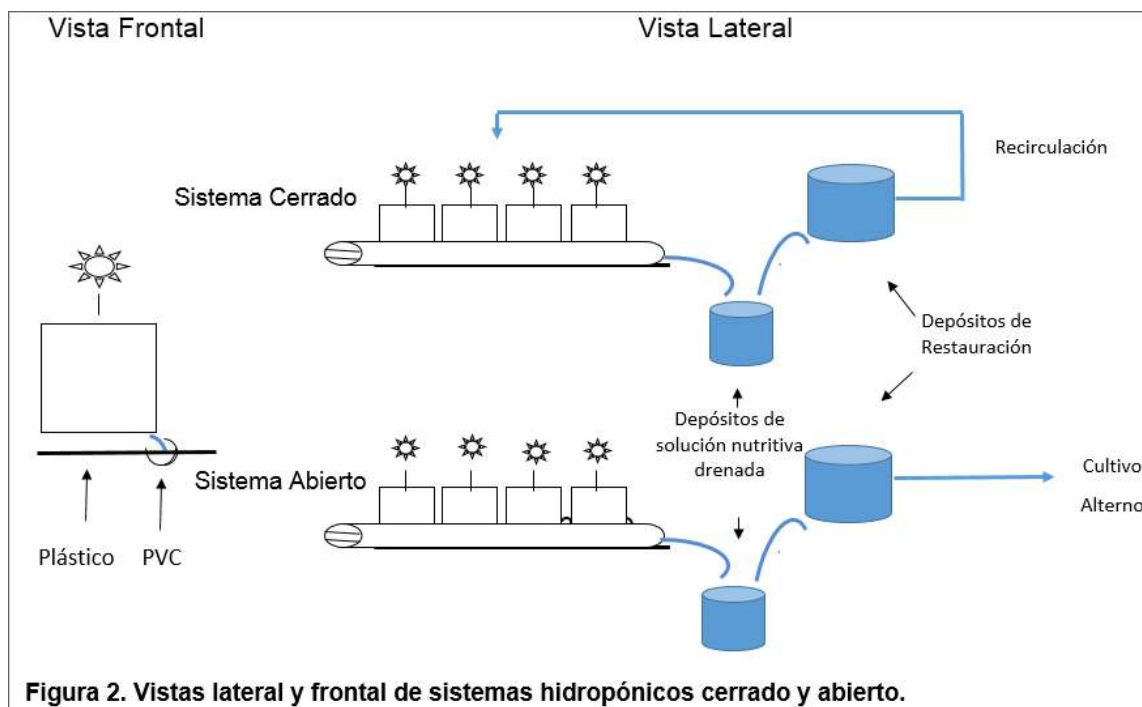 Vista Frontal
Vista Lateral
Recirculación
Sistema Cerrado
Depósitos de
Restauración
Depósitos de
solución nutritiva
drenada
Sistema Abierto
Cultivo
Alterno
Plástico
PVC
Figura 2. Vistas lateral y frontal de sistemas hidropónicos cerrado y abierto.